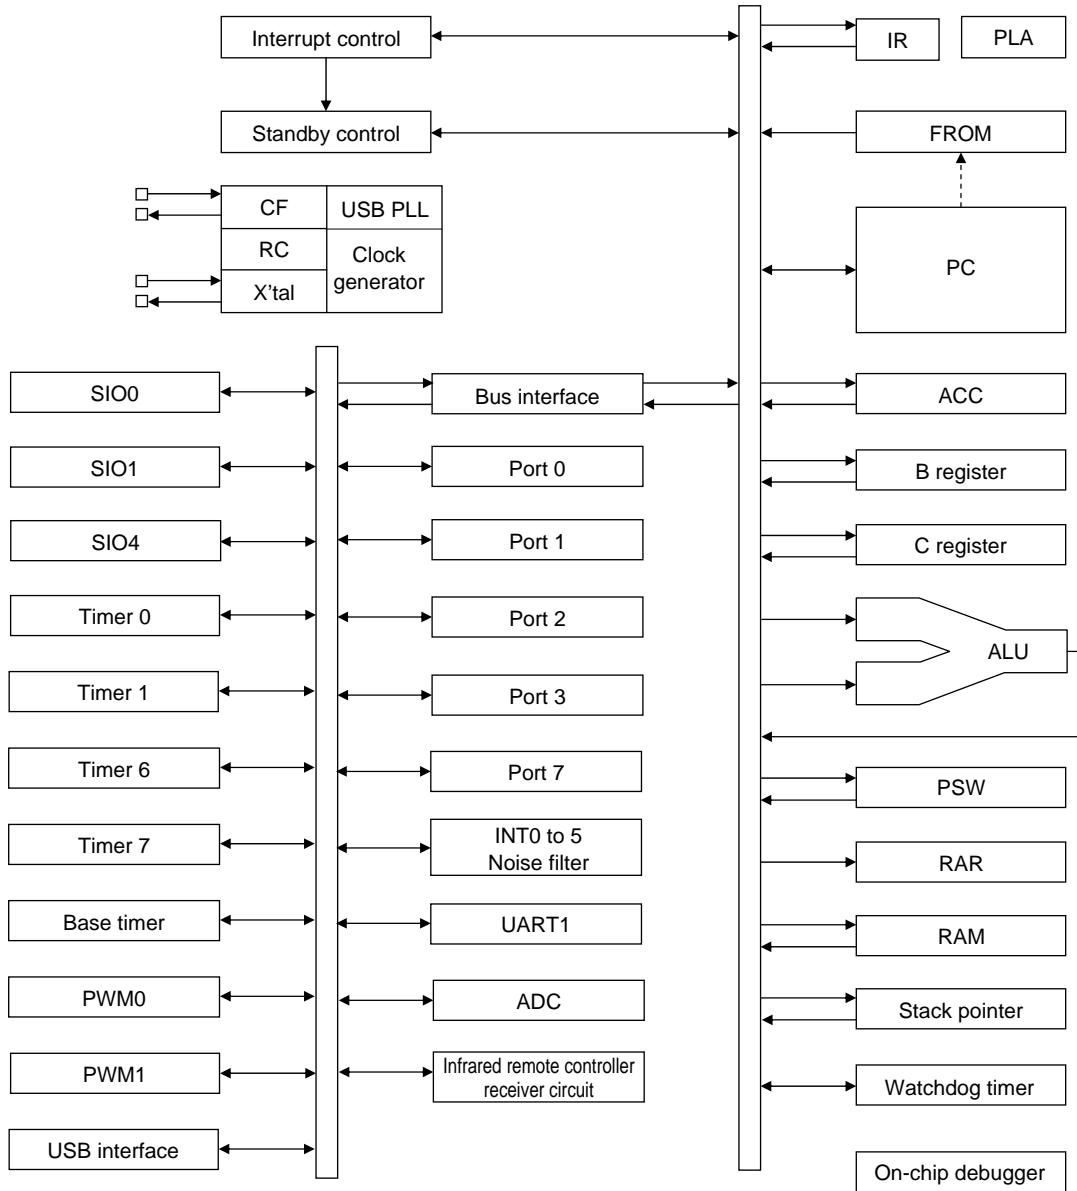 Interrupt control
IR
PLA
Standby control
FROM
CF
USB PLL
RC
Clock
generator
X'tal
PC
SIO0
Bus interface
ACC
SIO1
Port 0
B register
SIO4
Port 1
C register
Timer 0
Port 2
ALU
Timer 1
Port 3
Timer 6
Port 7
PSW
Timer 7
INT0 to 5
Noise filter
RAR
Base timer
UART1
RAM
PWM0
ADC
Stack pointer
PWM1
Infrared remote controller
receiver circuit
Watchdog timer
USB interface
On-chip debugger